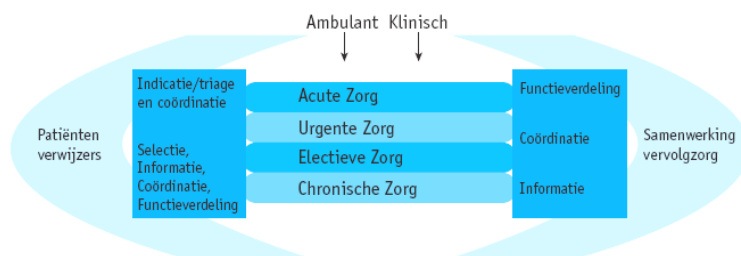 Ambulant Klinisch
Indicatie/triage
en coördinatie
Selectie,
Informatie,
Coördinatie,
Functieverdeling
Patiënten
verwijzers
Acute Zorg
Urgente Zorg
Electieve Zorg
Chronische Zorg
Functieverdeling
Coördinatie
Informatie
Samenwerking
vervolgzorg